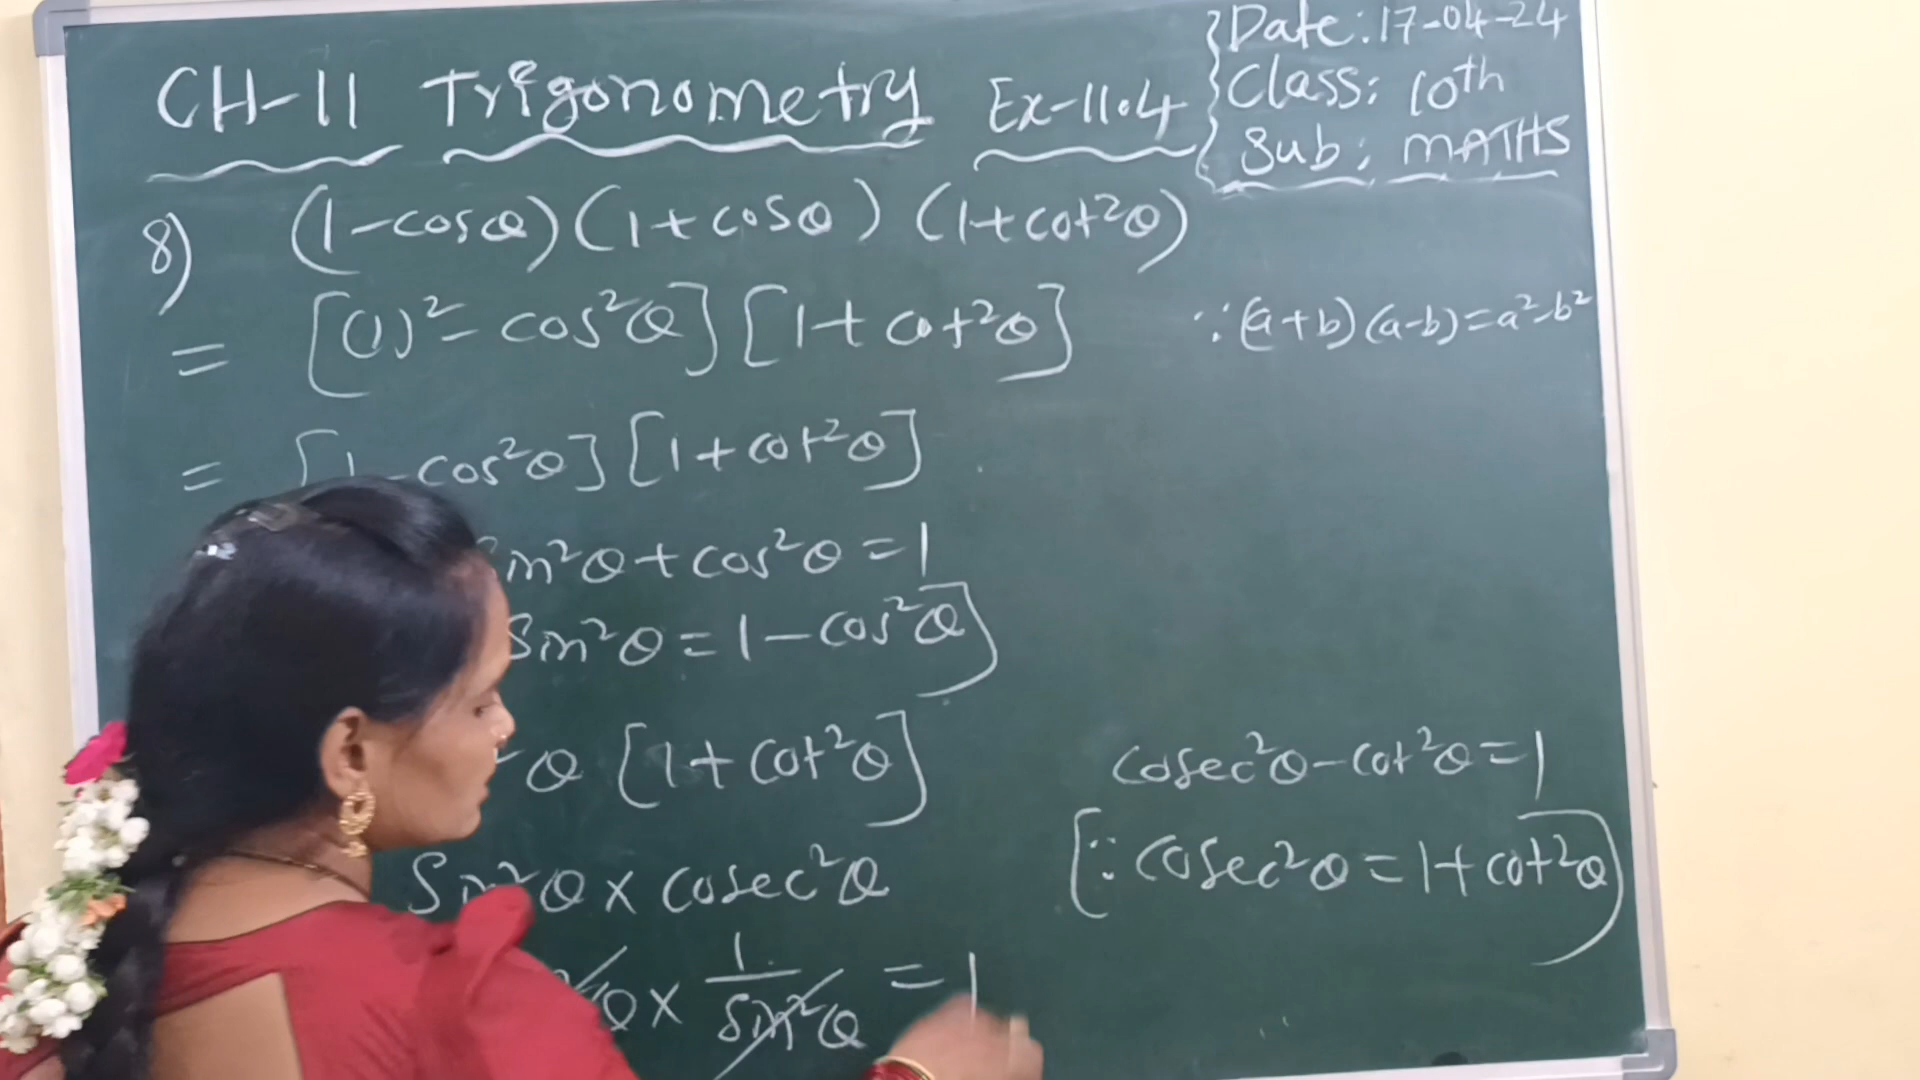 CH-11 Trigonometry Ex-11.4
Date: 17-04-24
Class: 10th
Sub: MATHS
8) (1-cosθ)(1+cosθ)(1+cot²θ)
= [(1)²-cos²θ][1+cot²θ] ∵(a+b)(a-b)=a²-b²
= [1-cos²θ][1+cot²θ]
sin²θ+cos²θ=1
sin²θ=1-cos²θ]
²θ[1+cot²θ]
cosec²θ-cot²θ=1
[∵cosec²θ=1+cot²θ]
sin²θ×cosec²θ
²θ×1/sin²θ=1